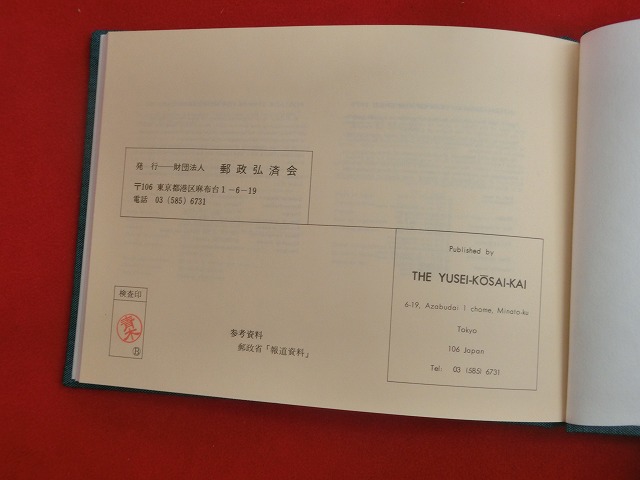 発 行──財団法人 郵政弘済会
〒106 東京都港区麻布台1－6－19
電話 03 (585) 6731
Published by
THE YUSEI-KŌSAI-KAI
6-19, Azabudai 1 chome, Minato-ku
Tokyo
106 Japan
Tel: 03 (585) 6731
検査印
参考資料
郵政省「報道資料」